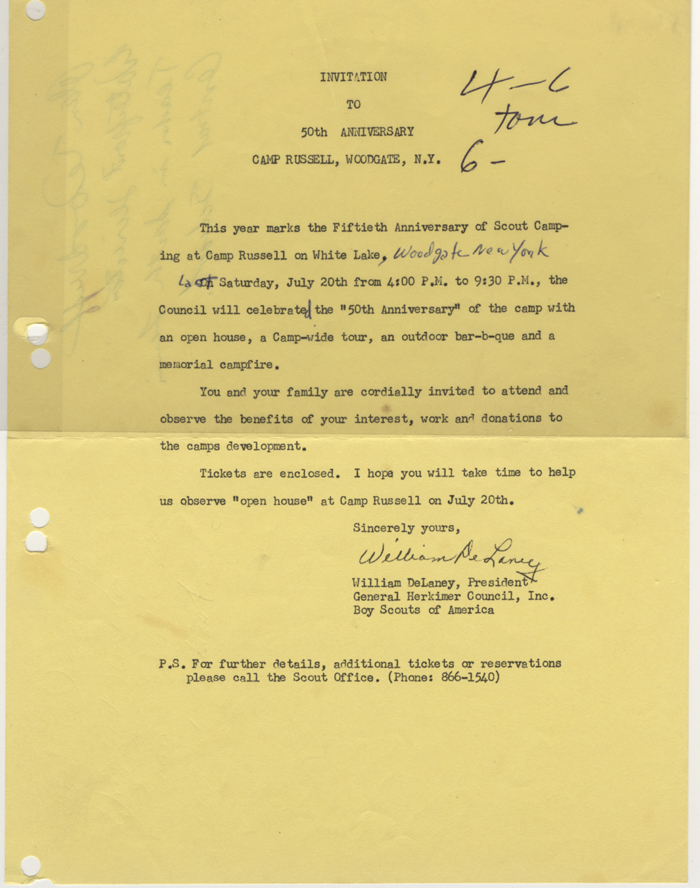 INVITATION
TO
50th ANNIVERSARY
CAMP RUSSELL, WOODGATE, N.Y.
4-6
tour
6-
This year marks the Fiftieth Anniversary of Scout Camp-
ing at Camp Russell on White Lake, Woodgate New York
Last Saturday, July 20th from 4:00 P.M. to 9:30 P.M., the
Council will celebrated the "50th Anniversary" of the camp with
an open house, a Camp-wide tour, an outdoor bar-b-que and a
memorial campfire.
You and your family are cordially invited to attend and
observe the benefits of your interest, work and donations to
the camps development.
Tickets are enclosed. I hope you will take time to help
us observe "open house" at Camp Russell on July 20th.
Sincerely yours,
William DeLaney
William DeLaney, President
General Herkimer Council, Inc.
Boy Scouts of America
P.S. For further details, additional tickets or reservations
please call the Scout Office. (Phone: 866-1540)